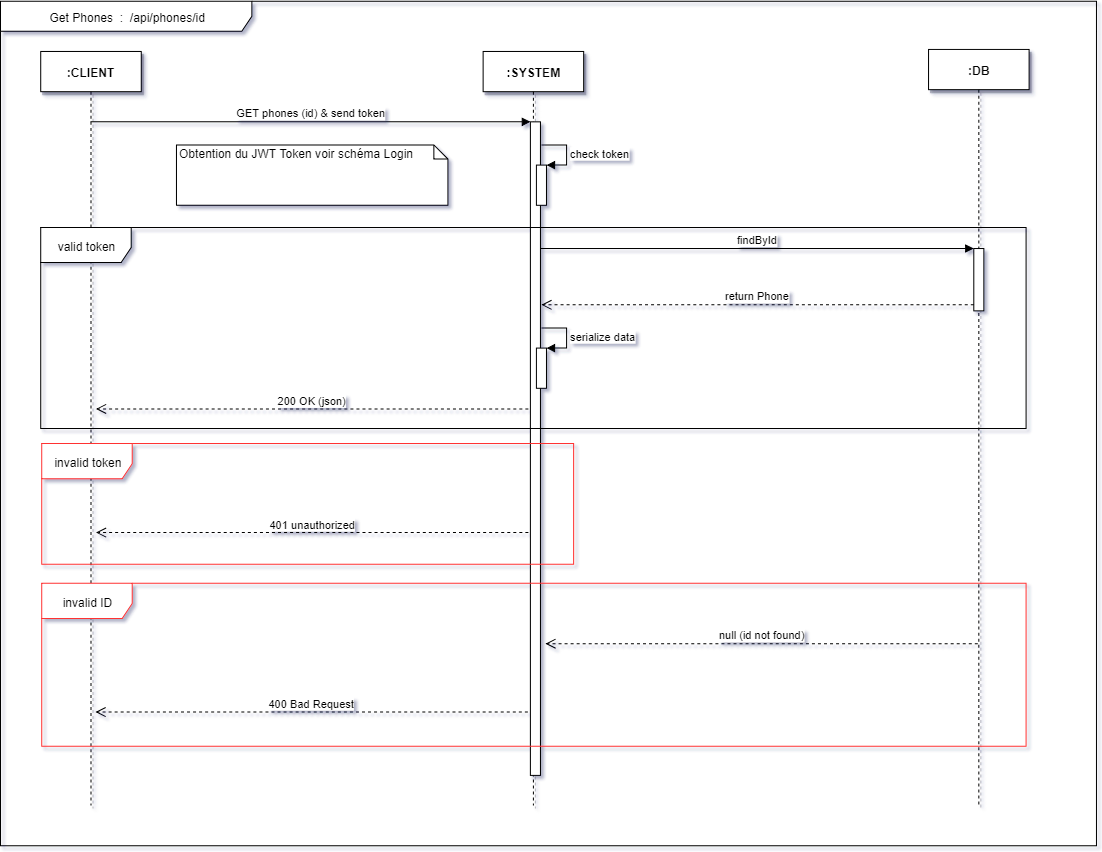 Get Phones : /api/phones/id
:CLIENT
:SYSTEM
:DB
GET phones (id) & send token
Obtention du JWT Token voir schéma Login
check token
valid token
findById
return Phone
serialize data
200 OK (json)
invalid token
401 unauthorized
invalid ID
null (id not found)
400 Bad Request